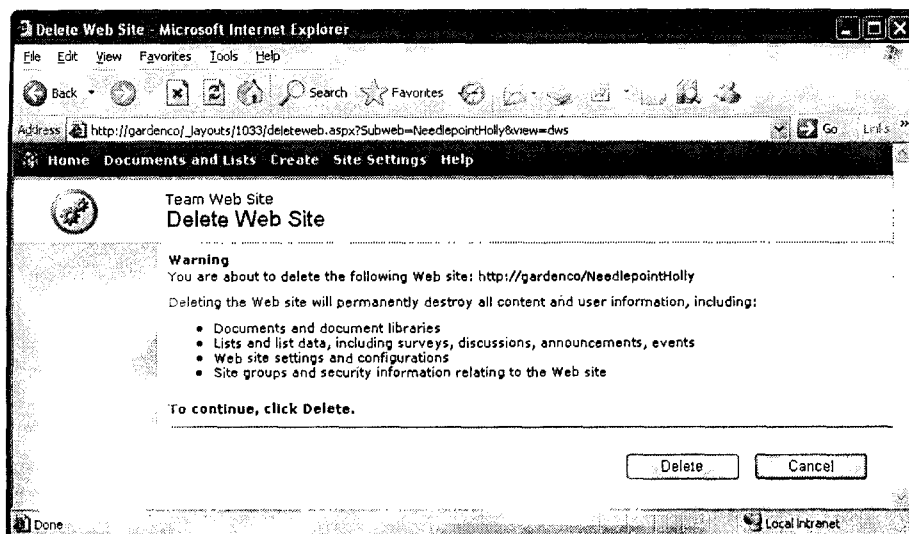 Delete Web Site - Microsoft Internet Explorer
File Edit View Favorites Tools Help
Back Search Favorites
Address http://gardenco/_layouts/1033/deleteweb.aspx?Subweb=NeedlepointHolly&view=dws Go Links »
Home Documents and Lists Create Site Settings Help
Team Web Site
Delete Web Site
Warning
You are about to delete the following Web site: http://gardenco/NeedlepointHolly
Deleting the Web site will permanently destroy all content and user information, including:
• Documents and document libraries
• Lists and list data, including surveys, discussions, announcements, events
• Web site settings and configurations
• Site groups and security information relating to the Web site
To continue, click Delete.
Delete Cancel
Done Local intranet